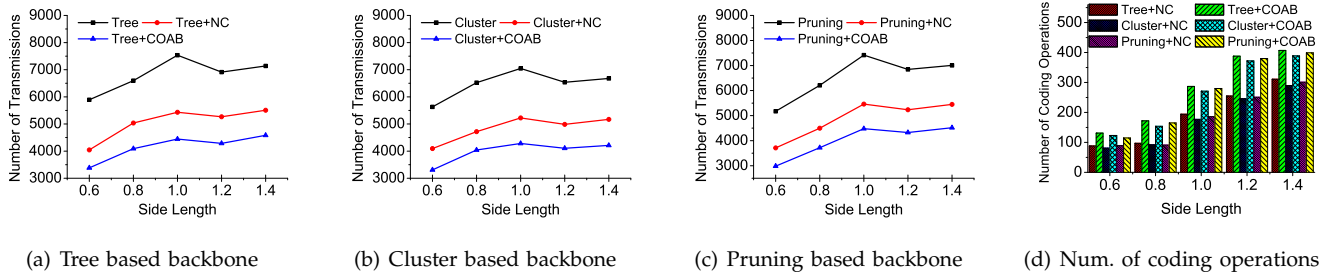 Tree Tree+NC
Tree+COAB
9000
8000
7000
6000
5000
4000
3000
Number of Transmissions
0.6 0.8 1.0 1.2 1.4
Side Length
(a) Tree based backbone
Cluster Cluster+NC
Cluster+COAB
9000
8000
7000
6000
5000
4000
3000
Number of Transmissions
0.6 0.8 1.0 1.2 1.4
Side Length
(b) Cluster based backbone
Pruning Pruning+NC
Pruning+COAB
9000
8000
7000
6000
5000
4000
3000
Number of Transmissions
0.6 0.8 1.0 1.2 1.4
Side Length
(c) Pruning based backbone
Tree+NC Tree+COAB
Cluster+NC Cluster+COAB
Pruning+NC Pruning+COAB
500
400
300
200
100
0
Number of Coding Operations
0.6 0.8 1.0 1.2 1.4
Side Length
(d) Num. of coding operations